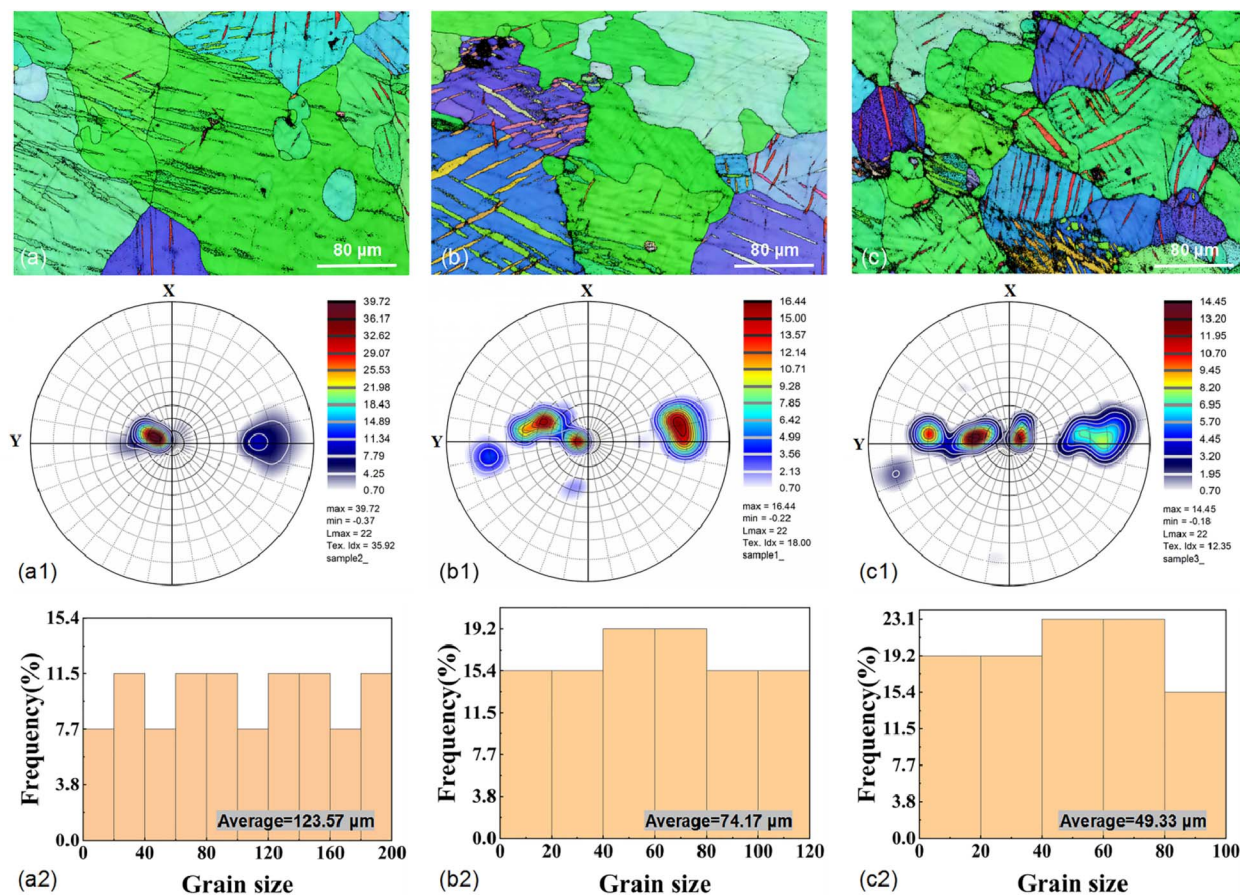 (a)
80 µm
(b)
80 µm
(c)
80 µm
X
Y
39.72
36.17
32.62
29.07
25.53
21.98
18.43
14.89
11.34
7.79
4.25
0.70
max = 39.72
min = -0.37
Lmax = 22
Tex. Idx = 35.92
sample2_
(a1)
X
Y
16.44
15.00
13.57
12.14
10.71
9.28
7.85
6.42
4.99
3.56
2.13
0.70
max = 16.44
min = -0.22
Lmax = 22
Tex. Idx = 18.00
sample1_
(b1)
X
Y
14.45
13.20
11.95
10.70
9.45
8.20
6.95
5.70
4.45
3.20
1.95
0.70
max = 14.45
min = -0.18
Lmax = 22
Tex. Idx = 12.35
sample3_
(c1)
Frequency(%)
15.4
11.5
7.7
3.8
0.0
Average=123.57 µm
0 40 80 120 160 200
(a2)
Grain size
Frequency(%)
19.2
15.4
11.5
7.7
3.8
0.0
Average=74.17 µm
0 20 40 60 80 100 120
(b2)
Grain size
Frequency(%)
23.1
19.2
15.4
11.5
7.7
3.8
0.0
Average=49.33 µm
0 20 40 60 80 100
(c2)
Grain size